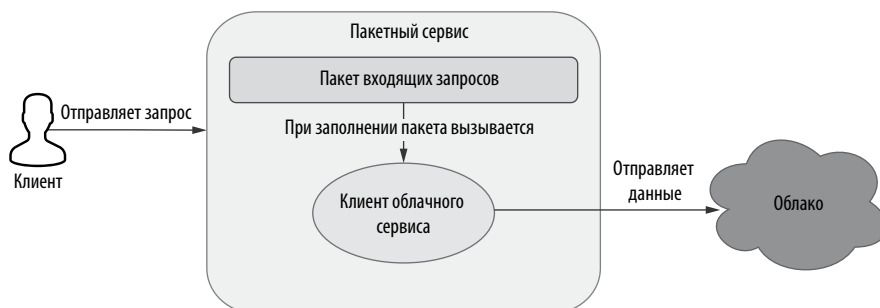 Пакетный сервис
Пакет входящих запросов
Отправляет запрос
При заполнении пакета вызывается
Клиент
Клиент облачного
сервиса
Отправляет
данные
Облако